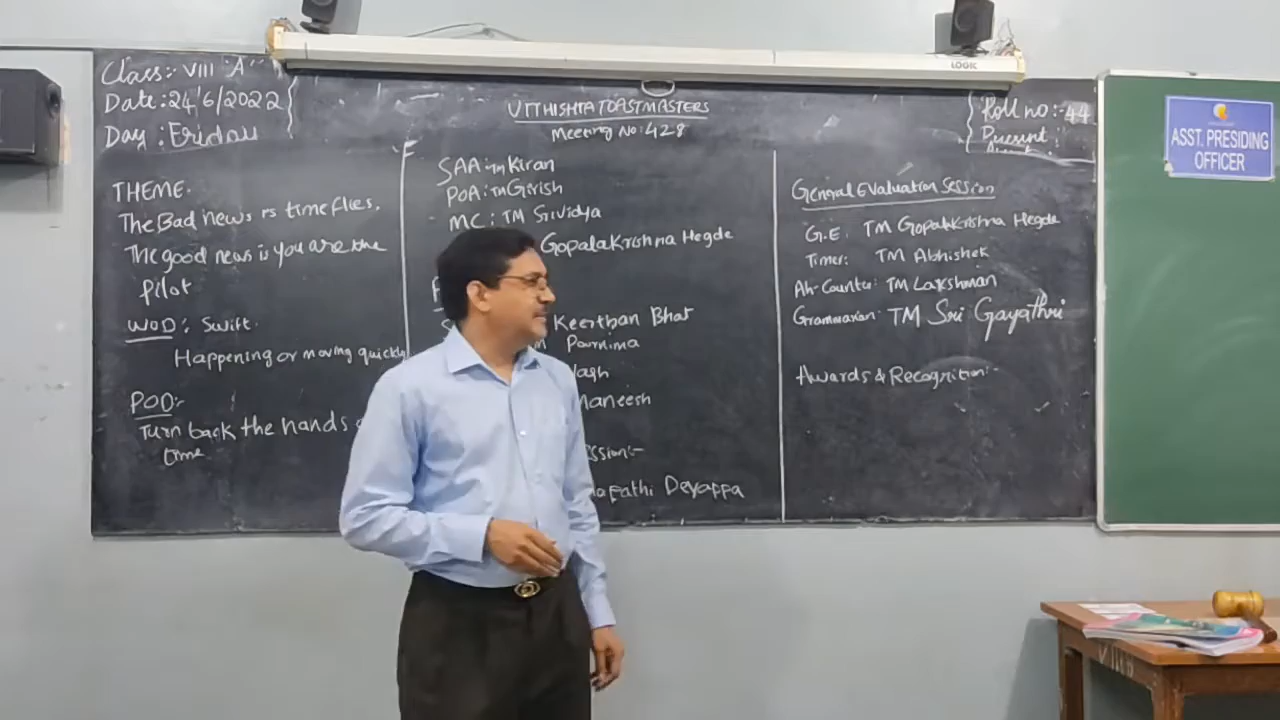 Class:- VIII "A"
Date: 24/6/2022
Day: Friday
THEME.
The Bad news is time flies.
The good news is you are the
pilot
WOD: Swift.
Happening or moving quickly
POD:-
Turn back the hands
time
UTTHISHTA TOASTMASTERS
Meeting No: 428
SAA: TM Kiran
POA: TM Girish
MC: TM Srividya
Gopalakrishna Hegde
Keerthan Bhat
Purnima
Maneesh
ssion:-
Devappa
LOGIC
Roll no:- 44
Present:
General Evaluation Session
G.E. TM Gopalkrishna Hegde
Timer: TM Abhishek
Ah-Counter: TM Lakshman
Grammarian: TM Sri Gayathri
Awards & Recognition:-
ASST. PRESIDING
OFFICER